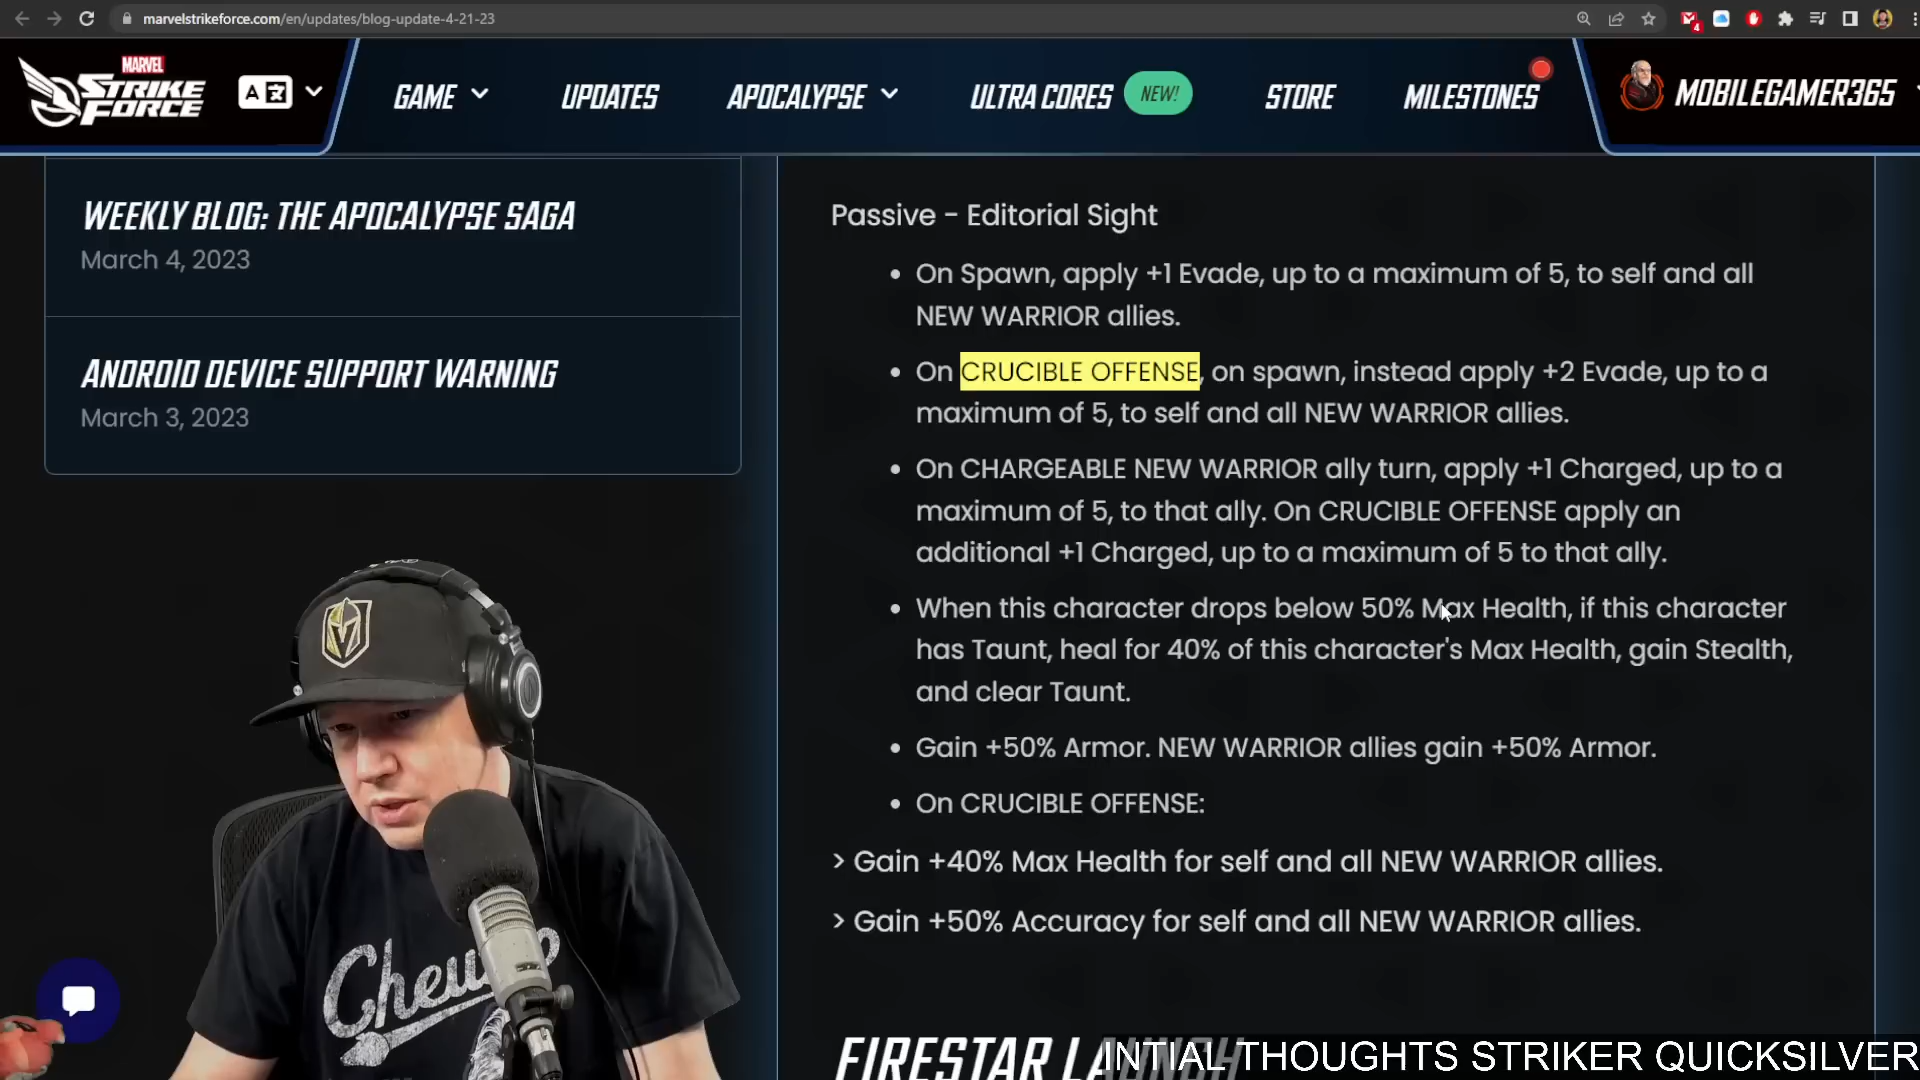 marvelstrikeforce.com/en/updates/blog-update-4-21-23
4
MARVEL
STRIKE
FORCE
A
GAME
UPDATES
APOCALYPSE
ULTRA CORES
NEW!
STORE
MILESTONES
MOBILEGAMER365
WEEKLY BLOG: THE APOCALYPSE SAGA
March 4, 2023
ANDROID DEVICE SUPPORT WARNING
March 3, 2023
Passive - Editorial Sight
• On Spawn, apply +1 Evade, up to a maximum of 5, to self and all
NEW WARRIOR allies.
• On CRUCIBLE OFFENSE, on spawn, instead apply +2 Evade, up to a
maximum of 5, to self and all NEW WARRIOR allies.
• On CHARGEABLE NEW WARRIOR ally turn, apply +1 Charged, up to a
maximum of 5, to that ally. On CRUCIBLE OFFENSE apply an
additional +1 Charged, up to a maximum of 5 to that ally.
• When this character drops below 50% Max Health, if this character
has Taunt, heal for 40% of this character's Max Health, gain Stealth,
and clear Taunt.
• Gain +50% Armor. NEW WARRIOR allies gain +50% Armor.
• On CRUCIBLE OFFENSE:
> Gain +40% Max Health for self and all NEW WARRIOR allies.
> Gain +50% Accuracy for self and all NEW WARRIOR allies.
FIRESTAR LAUNCH
INTIAL THOUGHTS STRIKER QUICKSILVER